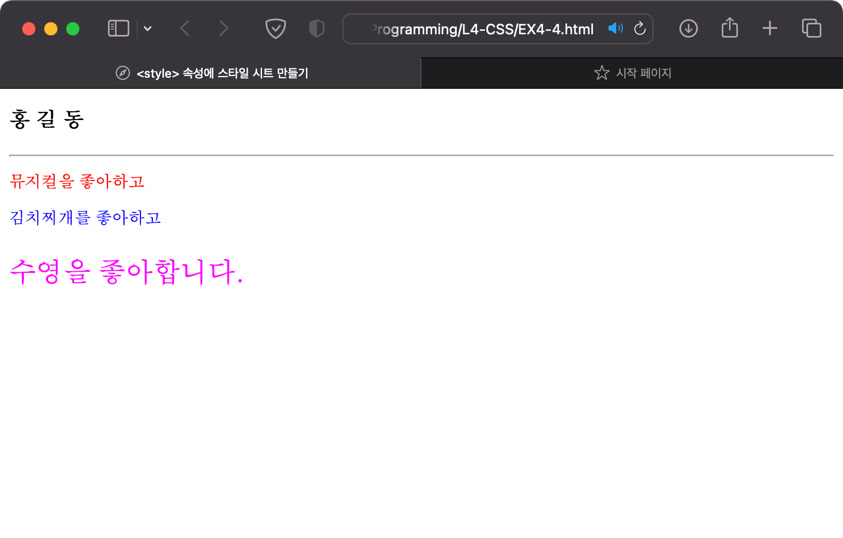 Programming/L4-CSS/EX4-4.html
<style> 속성에 스타일 시트 만들기
시작 페이지
홍 길 동
뮤지컬을 좋아하고
김치찌개를 좋아하고
수영을 좋아합니다.